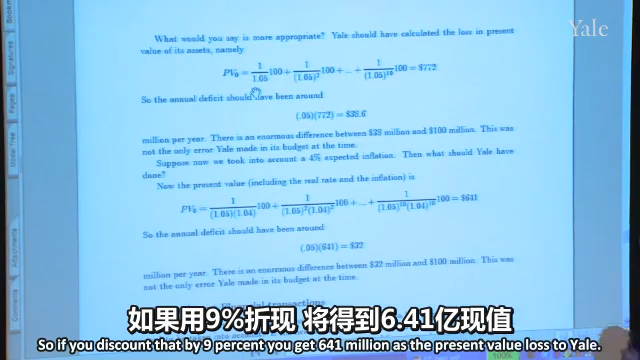 Yale
What would you say is more appropriate? Yale should have calculated the loss in present
value of its assets, namely
PV₀ = 1/1.05 100 + 1/(1.05)² 100 + ... + 1/(1.05)¹⁰ 100 = $772
So the annual deficit should have been around
(.05)(772) = $38.6
million per year. There is an enormous difference between $38 million and $100 million. This was
not the only error Yale made in its budget at the time.
Suppose now we took into account a 4% expected inflation. Then what should Yale have
done?
Now the present value (including the real rate and the inflation) is
PV₀ = 1/(1.05)(1.04) 100 + 1/(1.05)²(1.04)² 100 + ... + 1/(1.05)¹⁰(1.04)¹⁰ 100 = $641
So the annual deficit should have been around
(.05)(641) = $32
million per year. There is an enormous difference between $32 million and $100 million. This was
not the only error Yale made in its budget at the time.
transactions
如果用9%折现 将得到6.41亿现值
So if you discount that by 9 percent you get 641 million as the present value loss to Yale.
100%